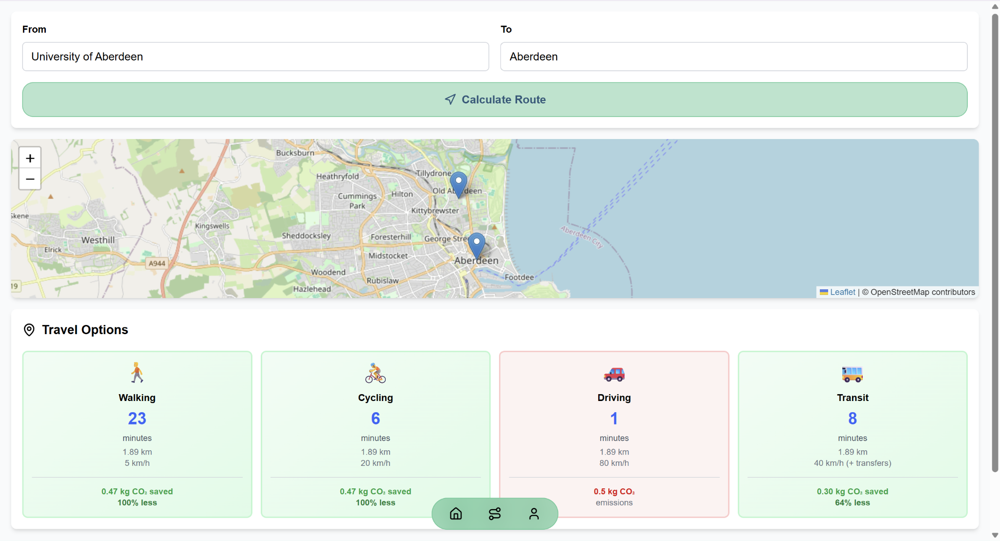 From
To
University of Aberdeen
Aberdeen
Calculate Route
+
−
Bucksburn
Heathryfold
Tillydrone
Old Aberdeen
Cummings
Park
Hilton
Kittybrewster
Skene
Kingswells
Westhill
Sheddocksley
Foresterhill
George Stre
Elrick
Midstocket
Aberdeen
A944
Woodend
Rubislaw
Footdee
Hazlehead
19
Aberdeen City
Leaflet | © OpenStreetMap contributors
Travel Options
Walking
23
minutes
1.89 km
5 km/h
0.47 kg CO₂ saved
100% less
Cycling
6
minutes
1.89 km
20 km/h
0.47 kg CO₂ saved
100% less
Driving
1
minutes
1.89 km
80 km/h
0.5 kg CO₂
emissions
Transit
8
minutes
1.89 km
40 km/h (+ transfers)
0.30 kg CO₂ saved
64% less